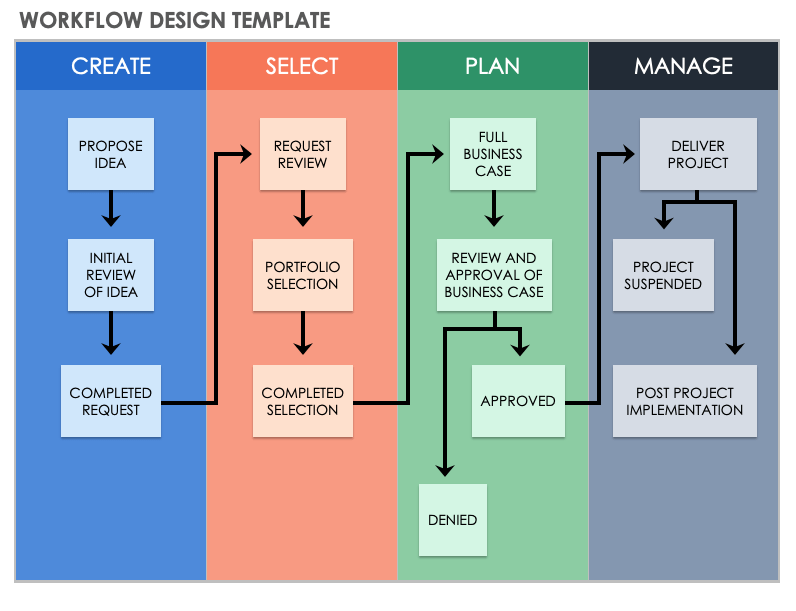 WORKFLOW DESIGN TEMPLATE
CREATE
SELECT
PLAN
MANAGE
PROPOSE
IDEA
INITIAL
REVIEW
OF IDEA
COMPLETED
REQUEST
REQUEST
REVIEW
PORTFOLIO
SELECTION
COMPLETED
SELECTION
FULL
BUSINESS
CASE
REVIEW AND
APPROVAL OF
BUSINESS CASE
APPROVED
DENIED
DELIVER
PROJECT
PROJECT
SUSPENDED
POST PROJECT
IMPLEMENTATION